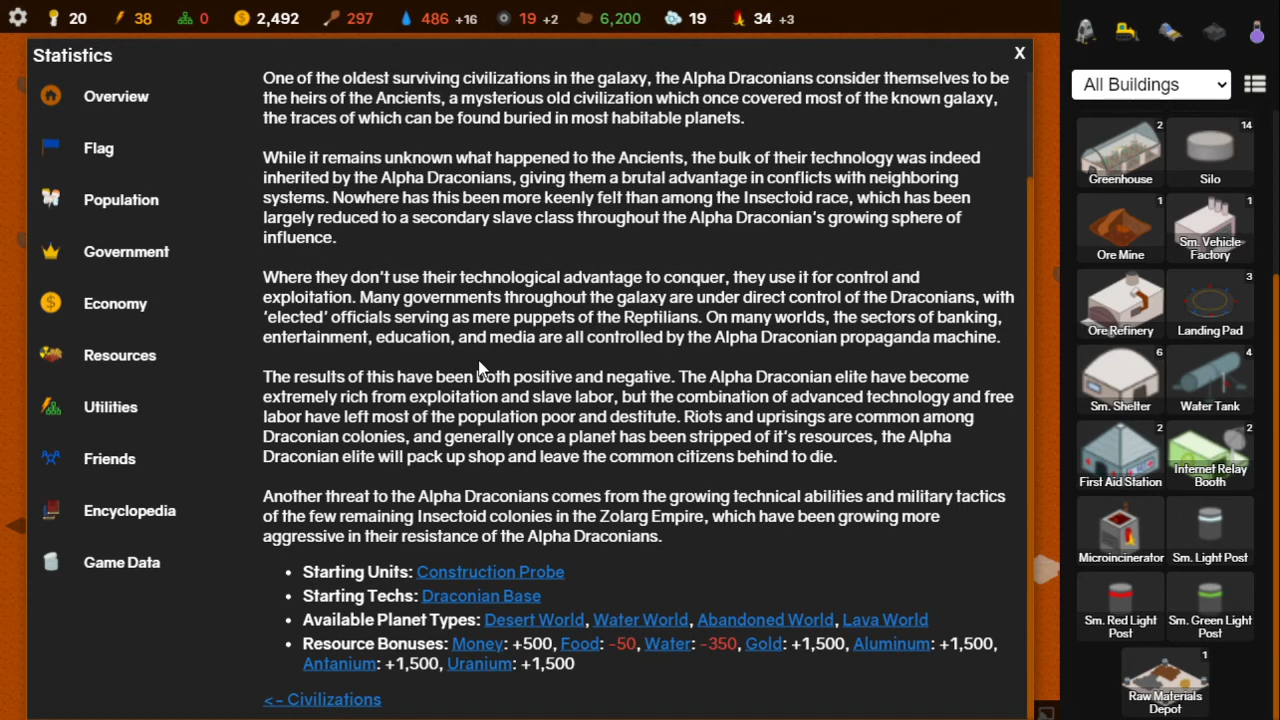 20 38 0 2,492 297 486 +16 19 +2 6,200 19 34 +3
Statistics X
Overview
Flag
Population
Government
Economy
Resources
Utilities
Friends
Encyclopedia
Game Data
One of the oldest surviving civilizations in the galaxy, the Alpha Draconians consider themselves to be
the heirs of the Ancients, a mysterious old civilization which once covered most of the known galaxy,
the traces of which can be found buried in most habitable planets.
While it remains unknown what happened to the Ancients, the bulk of their technology was indeed
inherited by the Alpha Draconians, giving them a brutal advantage in conflicts with neighboring
systems. Nowhere has this been more keenly felt than among the Insectoid race, which has been
largely reduced to a secondary slave class throughout the Alpha Draconian's growing sphere of
influence.
Where they don't use their technological advantage to conquer, they use it for control and
exploitation. Many governments throughout the galaxy are under direct control of the Draconians, with
'elected' officials serving as mere puppets of the Reptilians. On many worlds, the sectors of banking,
entertainment, education, and media are all controlled by the Alpha Draconian propaganda machine.
The results of this have been both positive and negative. The Alpha Draconian elite have become
extremely rich from exploitation and slave labor, but the combination of advanced technology and free
labor have left most of the population poor and destitute. Riots and uprisings are common among
Draconian colonies, and generally once a planet has been stripped of it's resources, the Alpha
Draconian elite will pack up shop and leave the common citizens behind to die.
Another threat to the Alpha Draconians comes from the growing technical abilities and military tactics
of the few remaining Insectoid colonies in the Zolarg Empire, which have been growing more
aggressive in their resistance of the Alpha Draconians.
• Starting Units: Construction Probe
• Starting Techs: Draconian Base
• Available Planet Types: Desert World, Water World, Abandoned World, Lava World
• Resource Bonuses: Money: +500, Food: -50, Water: -350, Gold: +1,500, Aluminum: +1,500,
Antanium: +1,500, Uranium: +1,500
<- Civilizations
All Buildings
2 14
Greenhouse Silo
1 1
Ore Mine Sm. Vehicle
Factory
3
Ore Refinery Landing Pad
6 4
Sm. Shelter Water Tank
2 2
First Aid Station Internet Relay
Booth
Microincinerator Sm. Light Post
Sm. Red Light
Post
Sm. Green Light
Post
1
Raw Materials
Depot